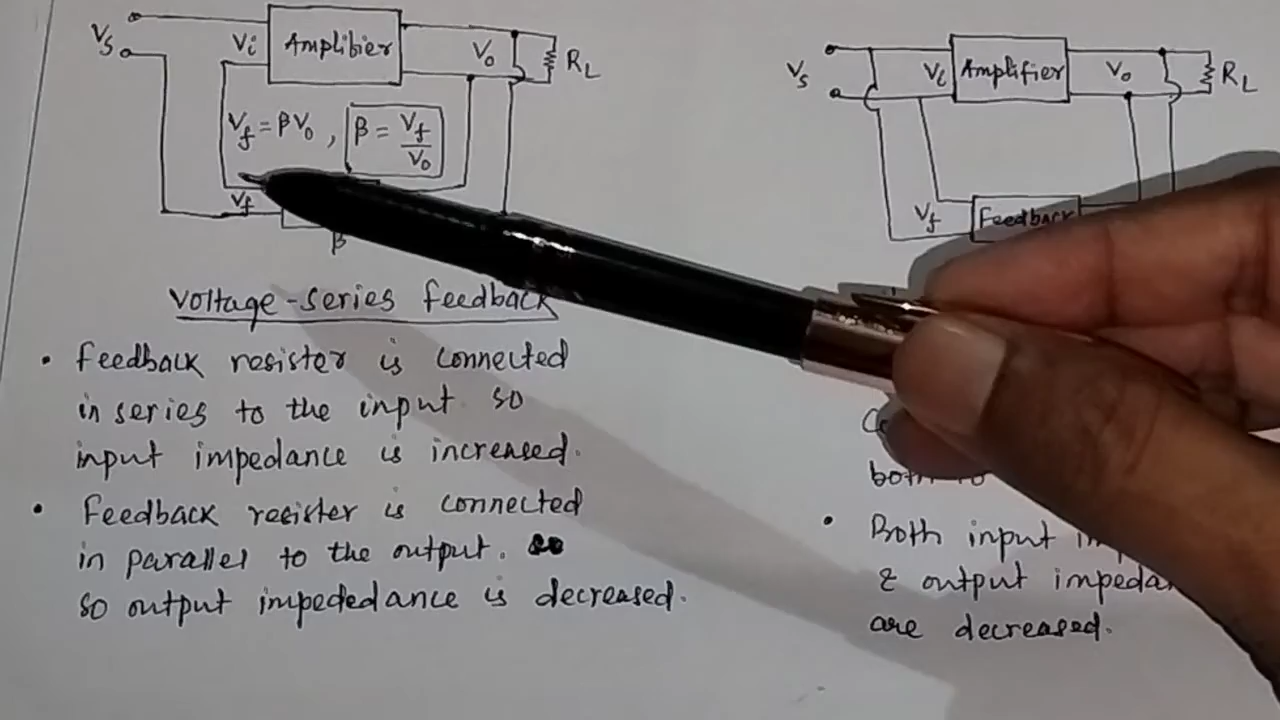 Vs
Vi
Amplifier
Vo
RL
Vf = βVo , β = Vf/Vo
Vf
β
Voltage-series feedback
• Feedback resister is connected
in series to the input so
input impedance is increased.
• Feedback resister is connected
in parallel to the output.
so output impededance is decreased.
Vs
Vi
Amplifier
Vo
RL
Vf
Feedback
• Both input
& output
are decreased.